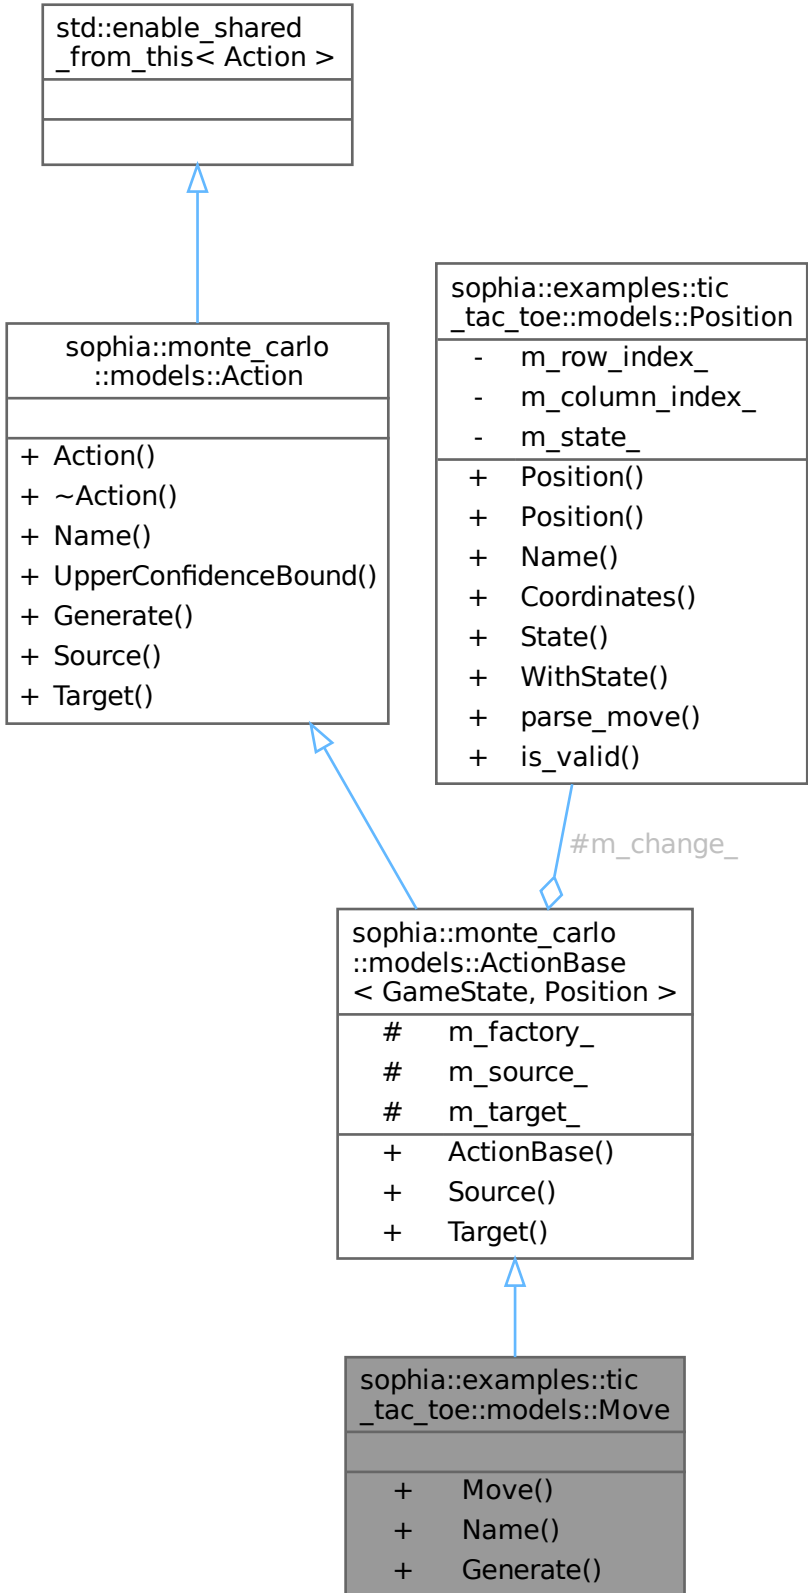 std::enable_shared
_from_this< Action >
sophia::monte_carlo
::models::Action
+ Action()
+ ~Action()
+ Name()
+ UpperConfidenceBound()
+ Generate()
+ Source()
+ Target()
sophia::examples::tic
_tac_toe::models::Position
- m_row_index_
- m_column_index_
- m_state_
+ Position()
+ Position()
+ Name()
+ Coordinates()
+ State()
+ WithState()
+ parse_move()
+ is_valid()
#m_change_
sophia::monte_carlo
::models::ActionBase
< GameState, Position >
# m_factory_
# m_source_
# m_target_
+ ActionBase()
+ Source()
+ Target()
sophia::examples::tic
_tac_toe::models::Move
+ Move()
+ Name()
+ Generate()